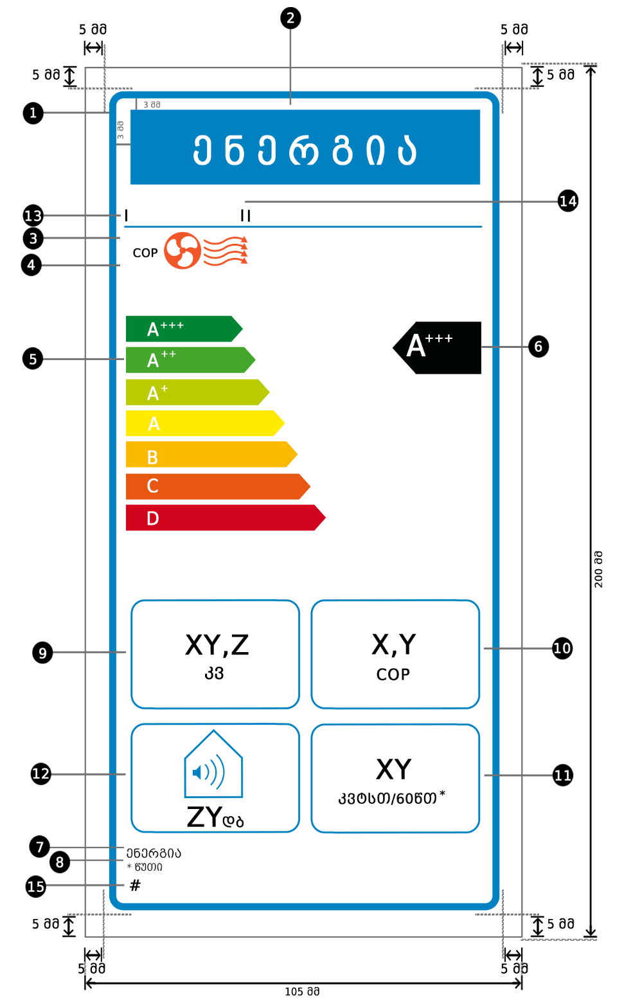 2
5 მმ
5 მმ
5 მმ
5 მმ
1
3 მმ
3 მმ
ენერგია
14
13
I
II
3
COP
4
A+++
A+++
6
5
A++
A+
A
B
C
D
200 მმ
XY,Z
კვ
9
X,Y
COP
10
12
ZYდბ
XY
კვტსთ/60წთ*
11
7
ენერგია
8
* წუთი
15
#
5 მმ
5 მმ
5 მმ
5 მმ
105 მმ